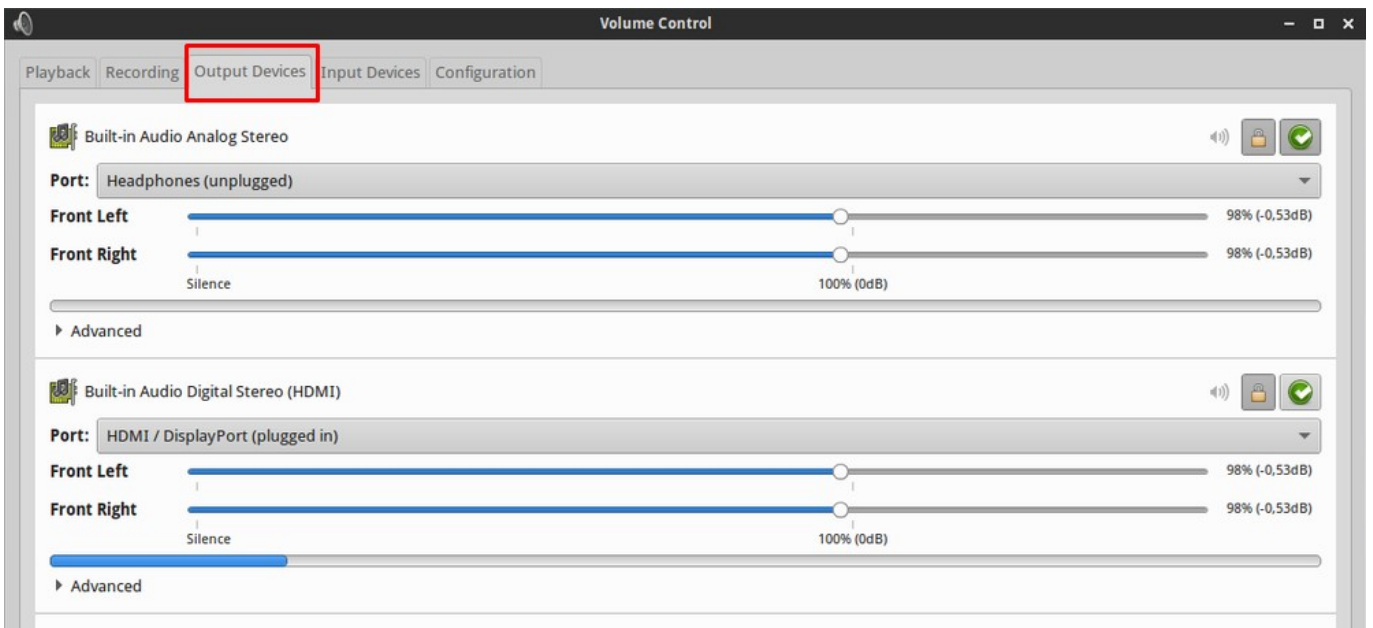 Volume Control
Playback Recording Output Devices Input Devices Configuration
Built-in Audio Analog Stereo
Port: Headphones (unplugged)
Front Left 98% (-0,53dB)
Front Right 98% (-0,53dB)
Silence 100% (0dB)
Advanced
Built-in Audio Digital Stereo (HDMI)
Port: HDMI / DisplayPort (plugged in)
Front Left 98% (-0,53dB)
Front Right 98% (-0,53dB)
Silence 100% (0dB)
Advanced